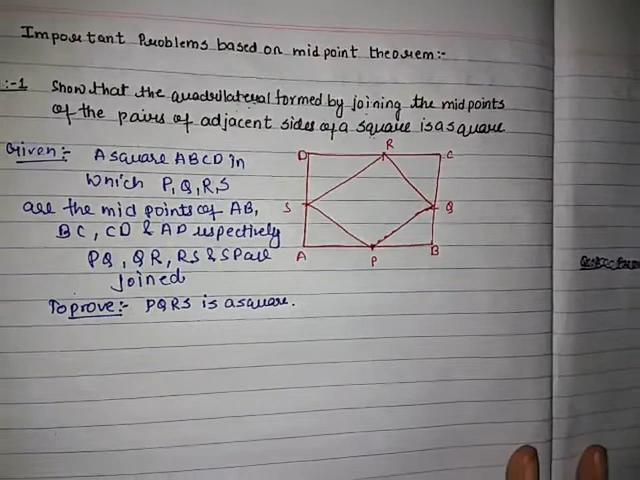 Important Problems based on midpoint theorem:-
:-1 Show that the quadrilateral formed by joining the midpoints
of the pairs of adjacent sides of a square is a square
Given:- A square ABCD in
which P,Q,R,S
are the mid points of AB,
BC, CD & AD respectively
PQ, QR, RS & SP are
joined
To prove:- PQRS is a square.
D R C
S Q
A P B